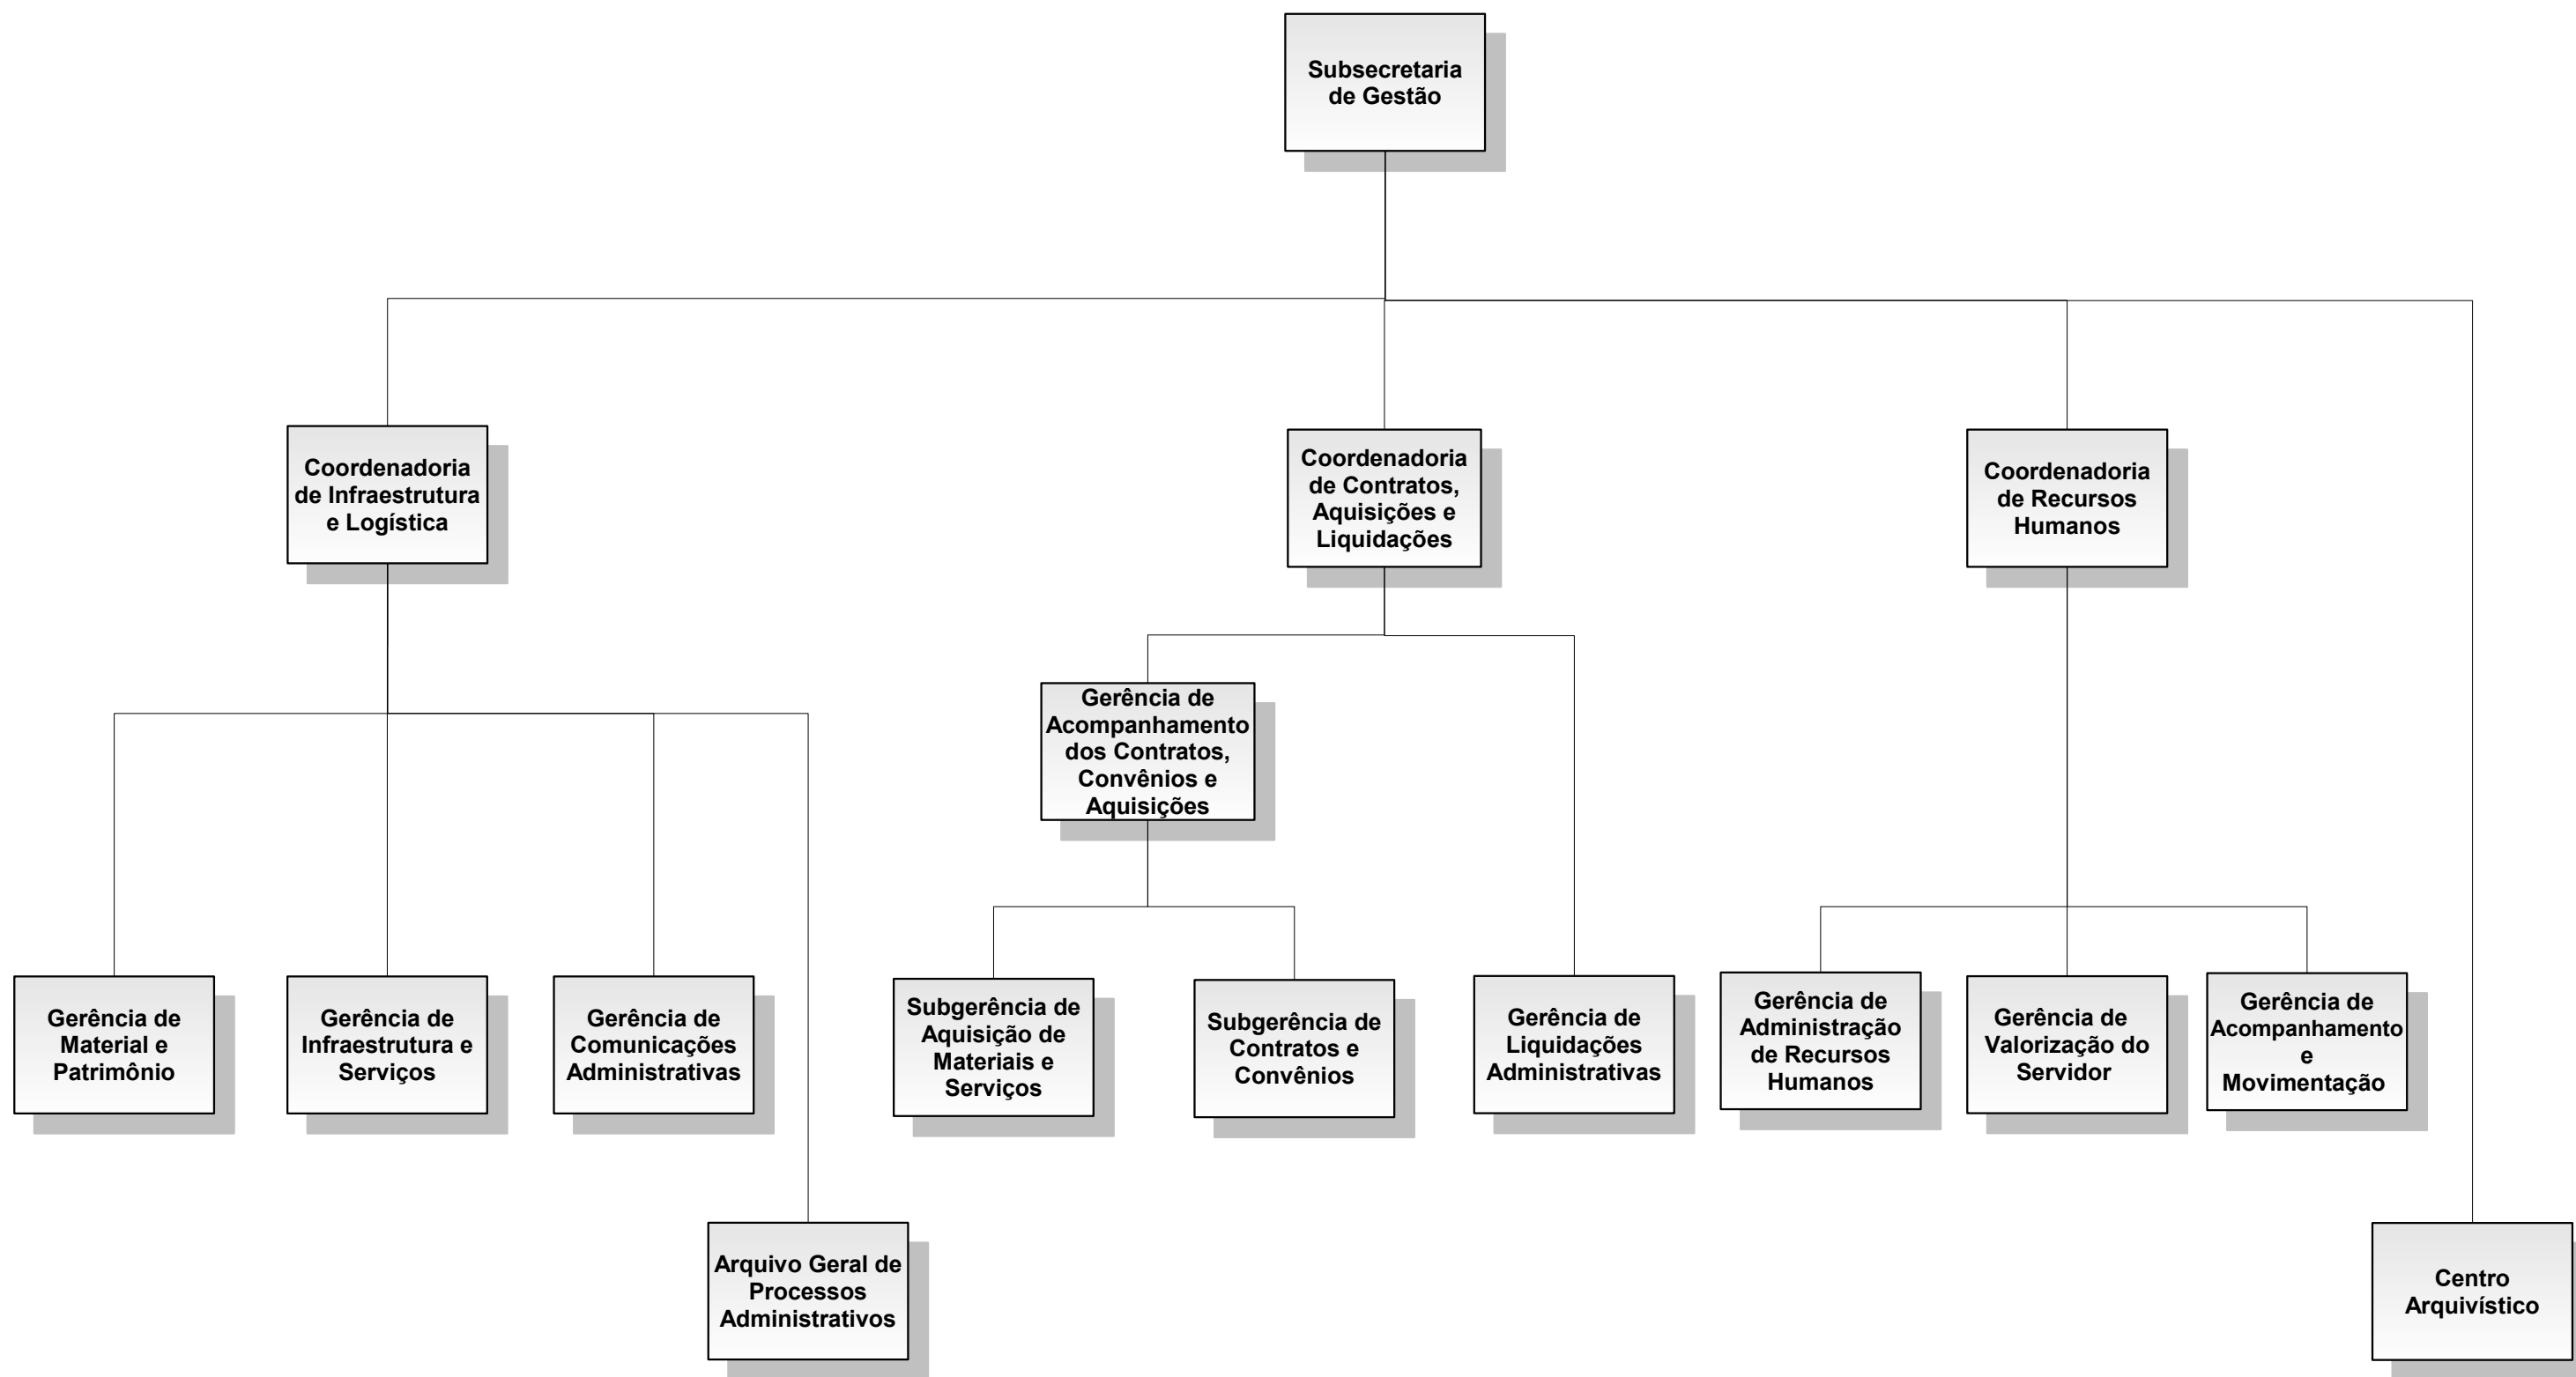 Subsecretaria
de Gestão
Coordenadoria
de Infraestrutura
e Logística
Coordenadoria
de Contratos,
Aquisições e
Liquidações
Coordenadoria
de Recursos
Humanos
Gerência de
Acompanhamento
dos Contratos,
Convênios e
Aquisições
Gerência de
Material e
Patrimônio
Gerência de
Infraestrutura e
Serviços
Gerência de
Comunicações
Administrativas
Subgerência de
Aquisição de
Materiais e
Serviços
Subgerência de
Contratos e
Convênios
Gerência de
Liquidações
Administrativas
Gerência de
Administração
de Recursos
Humanos
Gerência de
Valorização do
Servidor
Gerência de
Acompanhamento
e
Movimentação
Arquivo Geral de
Processos
Administrativos
Centro
Arquivístico